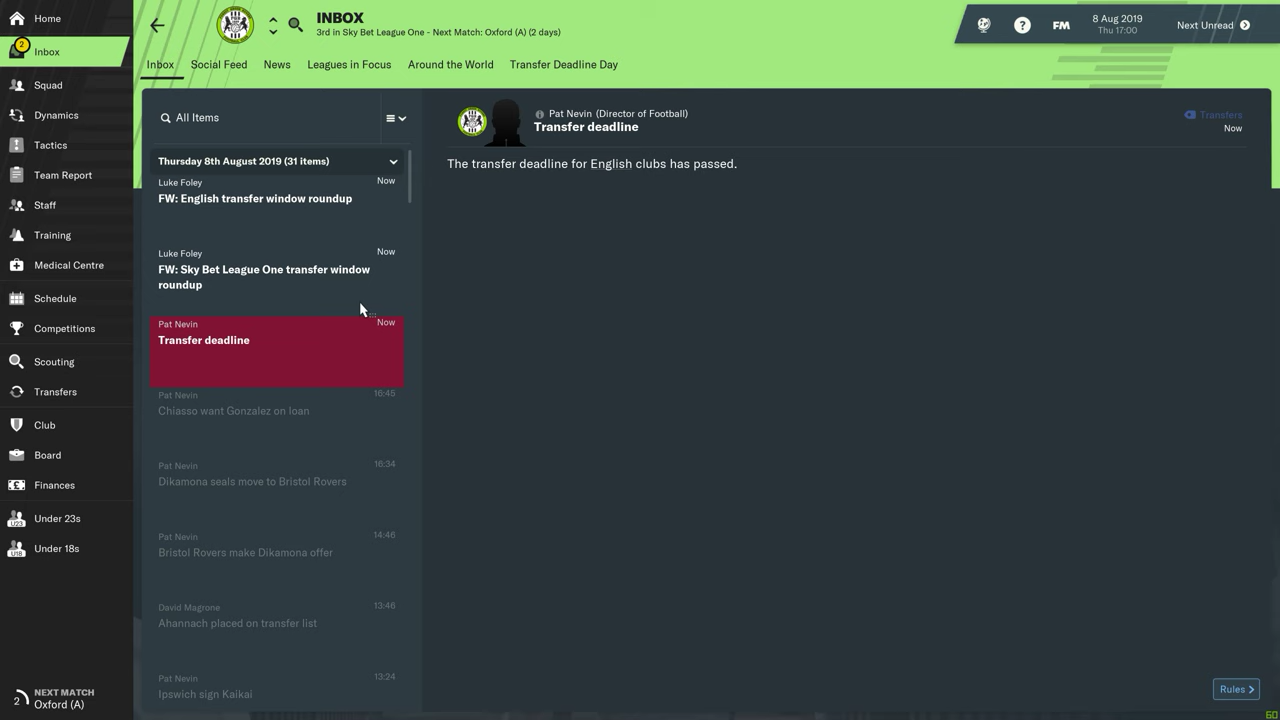 Home
2
Inbox
Squad
Dynamics
Tactics
Team Report
Staff
Training
Medical Centre
Schedule
Competitions
Scouting
Transfers
Club
Board
Finances
U23
Under 23s
U18
Under 18s
2
NEXT MATCH
Oxford (A)
INBOX
3rd in Sky Bet League One - Next Match: Oxford (A) (2 days)
?
FM
8 Aug 2019
Thu 17:00
Next Unread
Inbox
Social Feed
News
Leagues in Focus
Around the World
Transfer Deadline Day
All Items
Thursday 8th August 2019 (31 items)
Luke Foley
Now
FW: English transfer window roundup
Luke Foley
Now
FW: Sky Bet League One transfer window
roundup
Pat Nevin
Now
Transfer deadline
Pat Nevin
16:45
Chiasso want Gonzalez on loan
Pat Nevin
16:34
Dikamona seals move to Bristol Rovers
Pat Nevin
14:46
Bristol Rovers make Dikamona offer
David Magrone
13:46
Ahannach placed on transfer list
Pat Nevin
13:24
Ipswich sign Kaikai
Pat Nevin (Director of Football)
Transfer deadline
Transfers
Now
The transfer deadline for English clubs has passed.
Rules
60